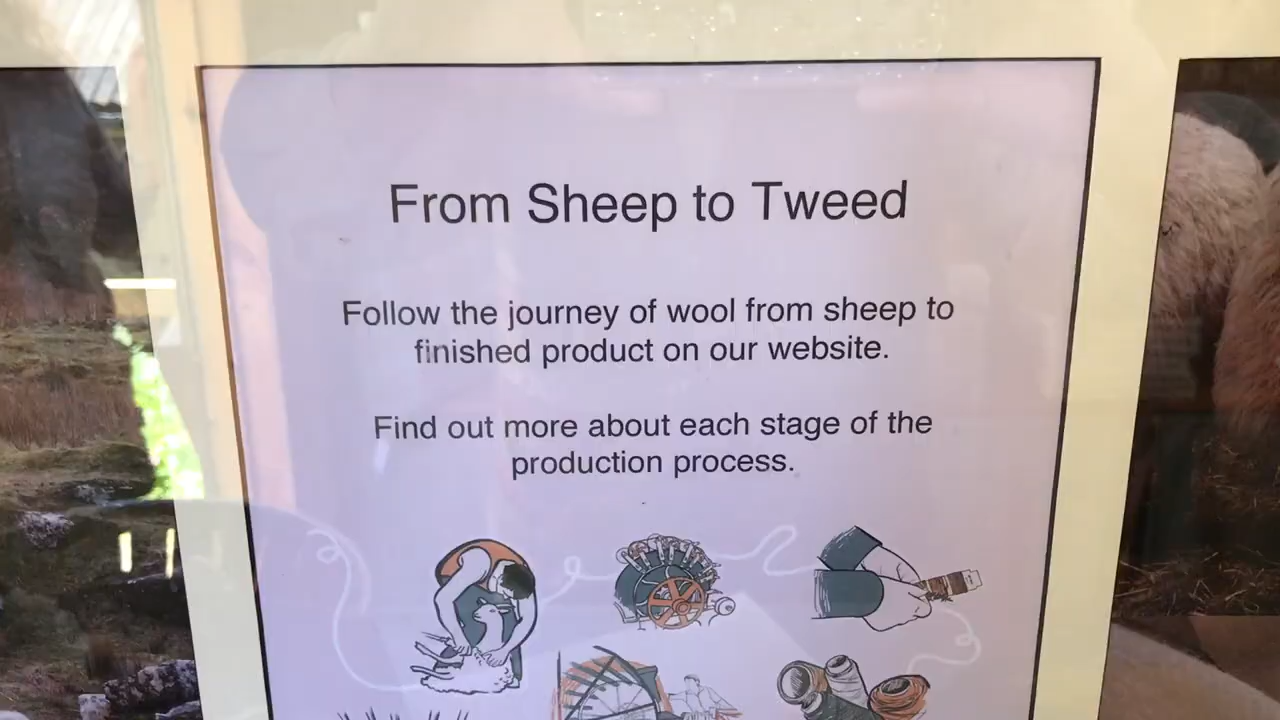 From Sheep to Tweed
Follow the journey of wool from sheep to
finished product on our website.
Find out more about each stage of the
production process.